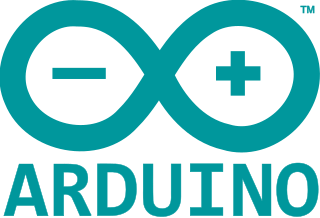 ™
− +
ARDUINO